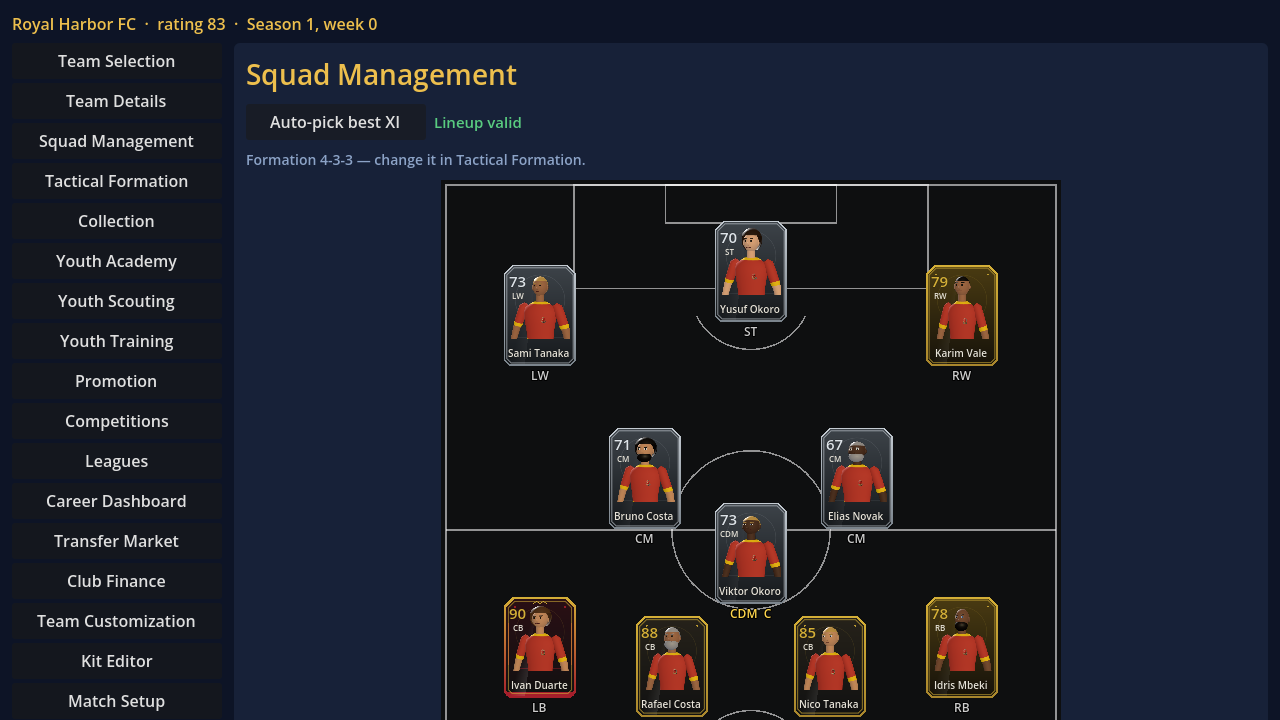 Royal Harbor FC · rating 83 · Season 1, week 0
Team Selection
Team Details
Squad Management
Tactical Formation
Collection
Youth Academy
Youth Scouting
Youth Training
Promotion
Competitions
Leagues
Career Dashboard
Transfer Market
Club Finance
Team Customization
Kit Editor
Match Setup
Squad Management
Auto-pick best XI
Lineup valid
Formation 4-3-3 — change it in Tactical Formation.
70
ST
Yusuf Okoro
ST
73
LW
Sami Tanaka
LW
79
RW
Karim Vale
RW
71
CM
Bruno Costa
CM
67
CM
Elias Novak
CM
73
CDM
Viktor Okoro
CDM C
90
CB
Ivan Duarte
LB
88
CB
Rafael Costa
85
CB
Nico Tanaka
78
RB
Idris Mbeki
RB